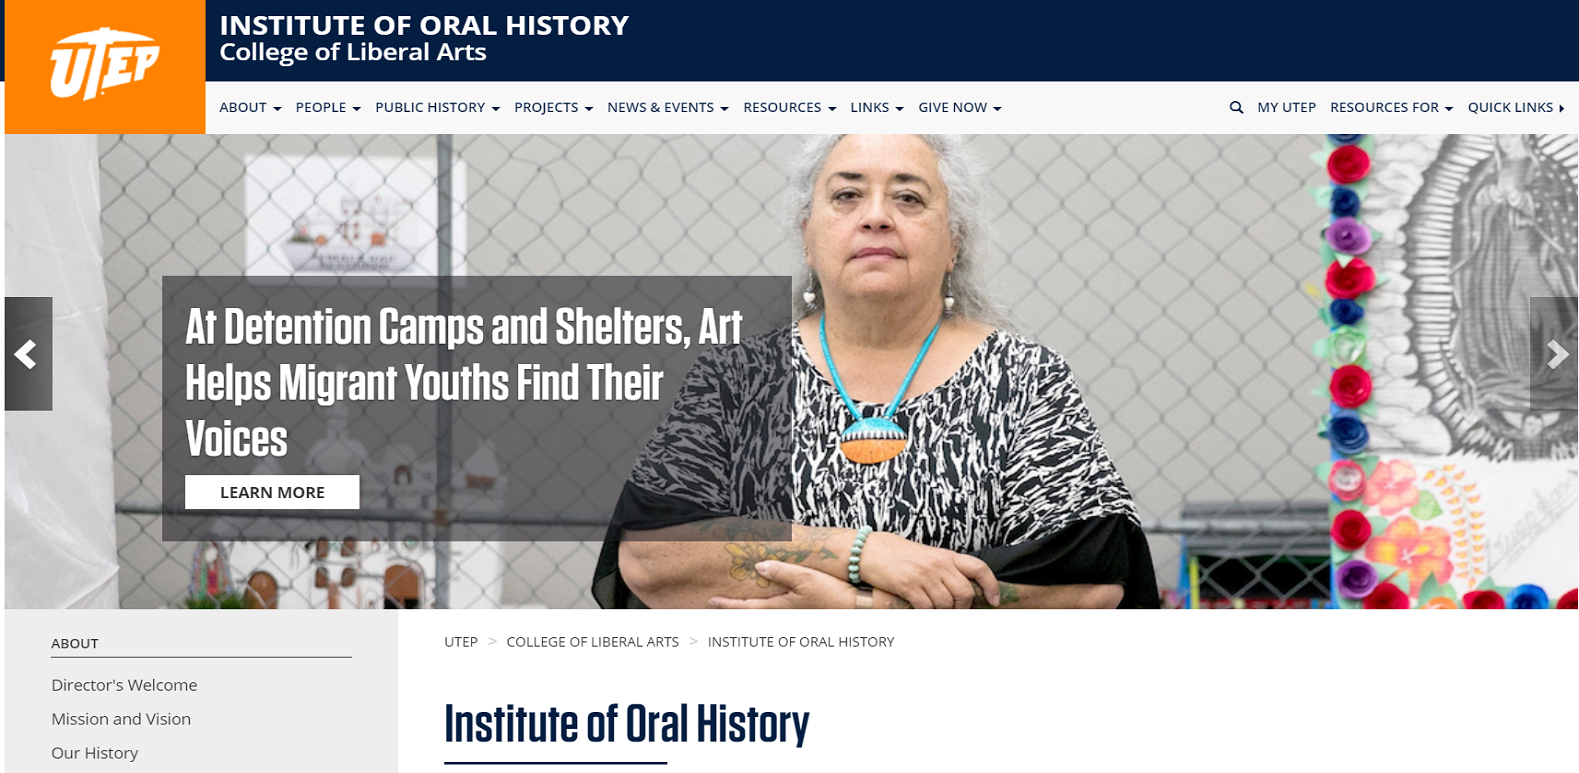 UTEP
INSTITUTE OF ORAL HISTORY
College of Liberal Arts
ABOUT PEOPLE PUBLIC HISTORY PROJECTS NEWS & EVENTS RESOURCES LINKS GIVE NOW MY UTEP RESOURCES FOR QUICK LINKS
At Detention Camps and Shelters, Art
Helps Migrant Youths Find Their
Voices
LEARN MORE
ABOUT
Director's Welcome
Mission and Vision
Our History
UTEP > COLLEGE OF LIBERAL ARTS > INSTITUTE OF ORAL HISTORY
Institute of Oral History